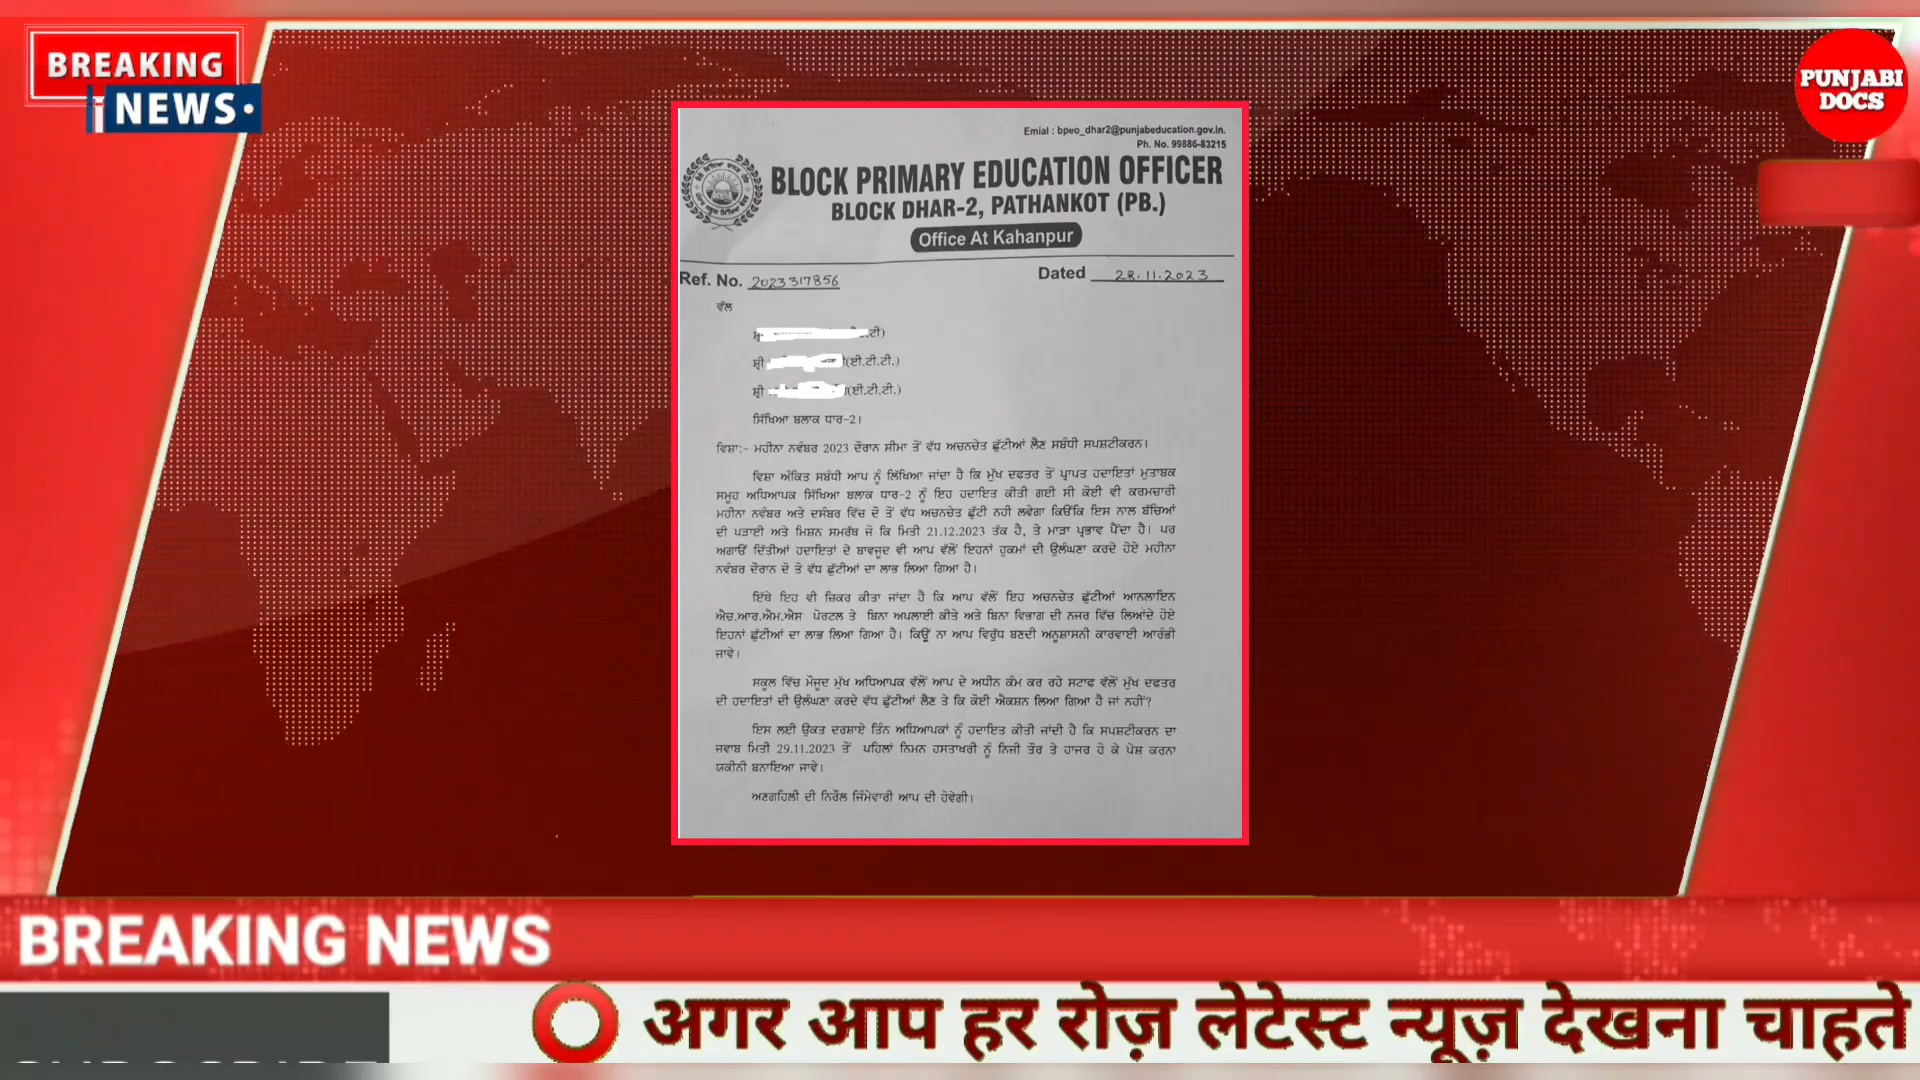 BREAKING
NEWS
PUNJABI
DOCS
Emial : bpeo_dhar2@punjabeducation.gov.in.
Ph. No. 99886-83215
BLOCK PRIMARY EDUCATION OFFICER
BLOCK DHAR-2, PATHANKOT (PB.)
Office At Kahanpur
Ref. No. 2023317856
Dated 28.11.2023
ਵੱਲ
ਟੀ)
ਸ਼੍ਰੀ (ਈ.ਟੀ.ਟੀ.)
ਸ਼੍ਰੀ (ਈ.ਟੀ.ਟੀ.)
ਸਿੱਖਿਆ ਬਲਾਕ ਧਾਰ-2।
ਵਿਸ਼ਾ:- ਮਹੀਨਾ ਨਵੰਬਰ 2023 ਦੌਰਾਨ ਸੀਮਾ ਤੋਂ ਵੱਧ ਅਚਨਚੇਤ ਛੁੱਟੀਆਂ ਲੈਣ ਸਬੰਧੀ ਸਪਸ਼ਟੀਕਰਨ।
ਵਿਸ਼ਾ ਅੰਕਿਤ ਸਬੰਧੀ ਆਪ ਨੂੰ ਲਿਖਿਆ ਜਾਂਦਾ ਹੈ ਕਿ ਮੁੱਖ ਦਫਤਰ ਤੋਂ ਪ੍ਰਾਪਤ ਹਦਾਇਤਾਂ ਮੁਤਾਬਕ
ਸਮੂਹ ਅਧਿਆਪਕ ਸਿੱਖਿਆ ਬਲਾਕ ਧਾਰ-2 ਨੂੰ ਇਹ ਹਦਾਇਤ ਕੀਤੀ ਗਈ ਸੀ ਕੋਈ ਵੀ ਕਰਮਚਾਰੀ
ਮਹੀਨਾ ਨਵੰਬਰ ਅਤੇ ਦਸੰਬਰ ਵਿੱਚ ਦੋ ਤੋਂ ਵੱਧ ਅਚਨਚੇਤ ਛੁੱਟੀ ਨਹੀ ਲਵੇਗਾ ਕਿਉਂਕਿ ਇਸ ਨਾਲ ਬੱਚਿਆਂ
ਦੀ ਪੜਾਈ ਅਤੇ ਮਿਸ਼ਨ ਸਮਰੱਥ ਜੋ ਕਿ ਮਿਤੀ 21.12.2023 ਤੱਕ ਹੈ, ਤੇ ਮਾੜਾ ਪ੍ਰਭਾਵ ਪੈਂਦਾ ਹੈ। ਪਰ
ਅਗਾਊਂ ਦਿੱਤੀਆਂ ਹਦਾਇਤਾਂ ਦੇ ਬਾਵਜੂਦ ਵੀ ਆਪ ਵੱਲੋਂ ਇਹਨਾਂ ਹੁਕਮਾਂ ਦੀ ਉਲੰਘਣਾ ਕਰਦੇ ਹੋਏ ਮਹੀਨਾ
ਨਵੰਬਰ ਦੌਰਾਨ ਦੋ ਤੇ ਵੱਧ ਛੁੱਟੀਆਂ ਦਾ ਲਾਭ ਲਿਆ ਗਿਆ ਹੈ।
ਇੱਥੇ ਇਹ ਵੀ ਜ਼ਿਕਰ ਕੀਤਾ ਜਾਂਦਾ ਹੈ ਕਿ ਆਪ ਵੱਲੋਂ ਇਹ ਅਚਨਚੇਤ ਛੁੱਟੀਆਂ ਆਨਲਾਇਨ
ਐਚ.ਆਰ.ਐਮ.ਐਸ ਪੋਰਟਲ ਤੇ ਬਿਨਾ ਅਪਲਾਈ ਕੀਤੇ ਅਤੇ ਬਿਨਾ ਵਿਭਾਗ ਦੀ ਨਜਰ ਵਿੱਚ ਲਿਆਂਦੇ ਹੋਏ
ਇਹਨਾਂ ਛੁੱਟੀਆਂ ਦਾ ਲਾਭ ਲਿਆ ਗਿਆ ਹੈ। ਕਿਉਂ ਨਾ ਆਪ ਵਿਰੁੱਧ ਬਣਦੀ ਅਨੂਸ਼ਾਸਨੀ ਕਾਰਵਾਈ ਆਰੰਭੀ
ਜਾਵੇ।
ਸਕੂਲ ਵਿੱਚ ਮੌਜੂਦ ਮੁੱਖ ਅਧਿਆਪਕ ਵੱਲੋਂ ਆਪ ਦੇ ਅਧੀਨ ਕੰਮ ਕਰ ਰਹੇ ਸਟਾਫ ਵੱਲੋਂ ਮੁੱਖ ਦਫਤਰ
ਦੀ ਹਦਾਇਤਾਂ ਦੀ ਉਲੰਘਣਾ ਕਰਦੇ ਵੱਧ ਛੁੱਟੀਆਂ ਲੈਣ ਤੇ ਕਿ ਕੋਈ ਐਕਸ਼ਨ ਲਿਆ ਗਿਆ ਹੈ ਜਾਂ ਨਹੀਂ?
ਇਸ ਲਈ ਉਕਤ ਦਰਸਾਏ ਤਿੰਨ ਅਧਿਆਪਕਾਂ ਨੂੰ ਹਦਾਇਤ ਕੀਤੀ ਜਾਂਦੀ ਹੈ ਕਿ ਸਪਸ਼ਟੀਕਰਨ ਦਾ
ਜਵਾਬ ਮਿਤੀ 29.11.2023 ਤੋਂ ਪਹਿਲਾਂ ਨਿਮਨ ਹਸਤਾਖਰੀ ਨੂੰ ਨਿਜੀ ਤੌਰ ਤੇ ਹਾਜਰ ਹੋ ਕੇ ਪੇਸ਼ ਕਰਨਾ
ਯਕੀਨੀ ਬਨਾਇਆ ਜਾਵੇ।
ਅਣਗਹਿਲੀ ਦੀ ਨਿਰੌਲ ਜਿੰਮੇਵਾਰੀ ਆਪ ਦੀ ਹੋਵੇਗੀ।
BREAKING NEWS
अगर आप हर रोज़ लेटेस्ट न्यूज़ देखना चाहते